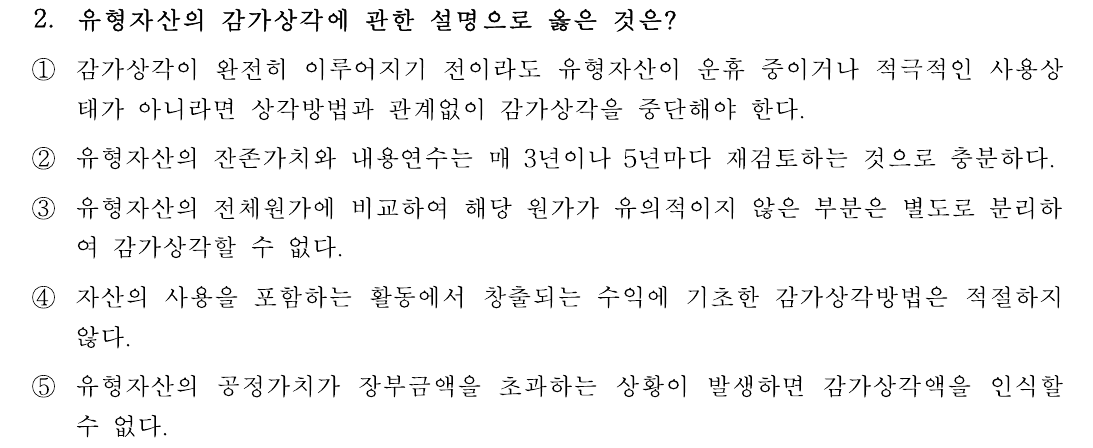 2. 유형자산의 감가상각에 관한 설명으로 옳은 것은?
① 감가상각이 완전히 이루어지기 전이라도 유형자산이 운휴 중이거나 적극적인 사용상
태가 아니라면 상각방법과 관계없이 감가상각을 중단해야 한다.
② 유형자산의 잔존가치와 내용연수는 매 3년이나 5년마다 재검토하는 것으로 충분하다.
③ 유형자산의 전체원가에 비교하여 해당 원가가 유의적이지 않은 부분은 별도로 분리하
여 감가상각할 수 없다.
④ 자산의 사용을 포함하는 활동에서 창출되는 수익에 기초한 감가상각방법은 적절하지
않다.
⑤ 유형자산의 공정가치가 장부금액을 초과하는 상황이 발생하면 감가상각액을 인식할
수 없다.